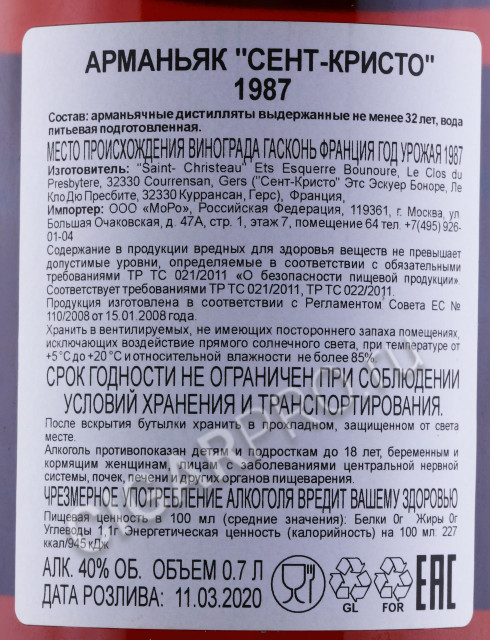 АРМАНЬЯК "СЕНТ-КРИСТО"
1987
Состав: арманьячные дистилляты выдержанные не менее 32 лет, вода
питьевая подготовленная.
МЕСТО ПРОИСХОЖДЕНИЯ ВИНОГРАДА ГАСКОНЬ ФРАНЦИЯ ГОД УРОЖАЯ 1987
Изготовитель: "Saint- Christeau" Ets Esquerre Bounoure, Le Clos du
Presbytere, 32330 Courrensan, Gers ("Сент-Кристо" Этс Эскуер Боноре, Ле
Кло Дю Пресбите, 32330 Куррансан, Герс), Франция,
Импортер: ООО «МоРо», Российская Федерация, 119361, г. Москва, ул.
Большая Очаковская, д. 47А, стр. 1, этаж 7, помещение 64 тел. +7(495) 926-
01-04
Содержание в продукции вредных для здоровья веществ не превышает
допустимые уровни, определяемые в соответствии с обязательными
требованиями ТР ТС 021/2011 «О безопасности пищевой продукции».
Соответствует требованиями ТР ТС 021/2011, ТР ТС 022/2011.
Продукция изготовлена в соответствии с Регламентом Совета ЕС №
110/2008 от 15.01.2008 года.
Хранить в вентилируемых, не имеющих постороннего запаха помещениях,
исключающих воздействие прямого солнечного света, при температуре от
+5°С до +20°С и относительной влажности не более 85%.
СРОК ГОДНОСТИ НЕ ОГРАНИЧЕН ПРИ СОБЛЮДЕНИИ
УСЛОВИЙ ХРАНЕНИЯ И ТРАНСПОРТИРОВАНИЯ.
После вскрытия бутылки хранить в прохладном, защищенном от света
месте.
Алкоголь противопоказан детям и подросткам до 18 лет, беременным и
кормящим женщинам, лицам с заболеваниями центральной нервной
системы, почек, печени и других органов пищеварения.
ЧРЕЗМЕРНОЕ УПОТРЕБЛЕНИЕ АЛКОГОЛЯ ВРЕДИТ ВАШЕМУ ЗДОРОВЬЮ
Пищевая ценность в 100 мл (средние значения): Белки 0г Жиры 0г
Углеводы 1,1г Энергетическая ценность (калорийность) на 100 мл: 227
ккал/945 кДж
АЛК. 40% ОБ. ОБЪЕМ 0.7 Л
ДАТА РОЗЛИВА: 11.03.2020
GL FOR EAC
CIGARPRO.ru